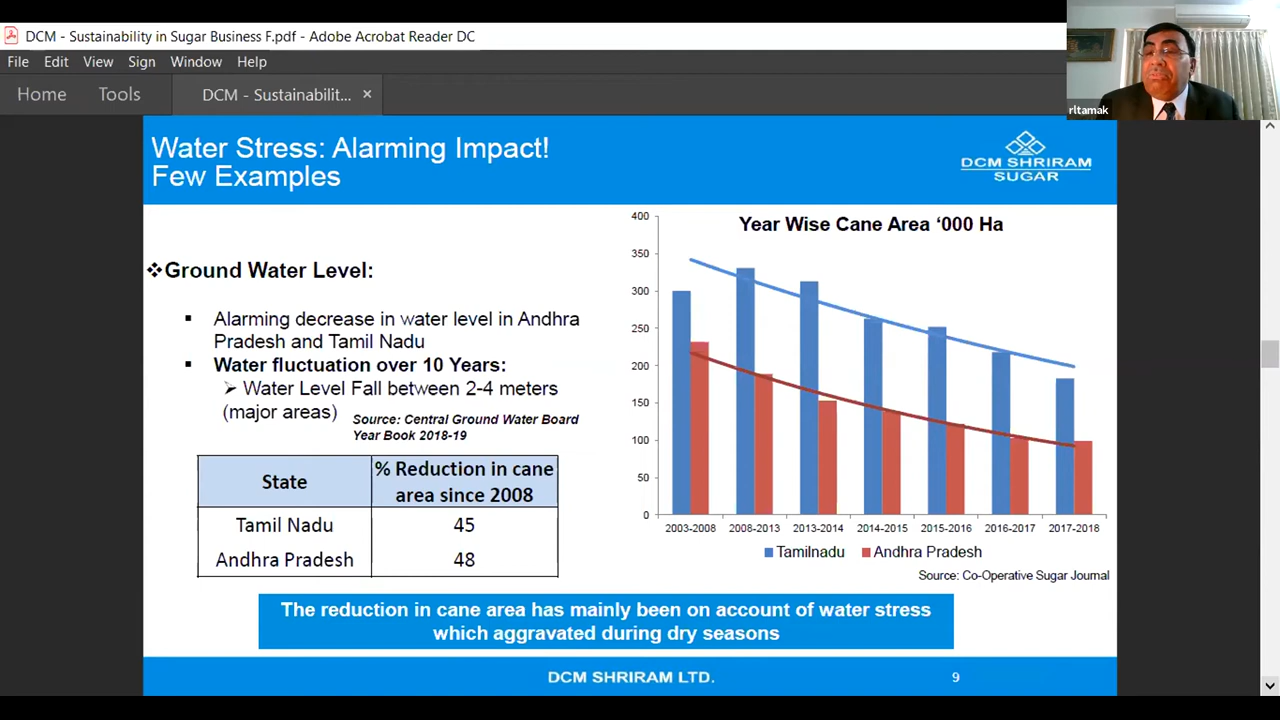 DCM - Sustainability in Sugar Business F.pdf - Adobe Acrobat Reader DC
File Edit View Sign Window Help
Home Tools DCM - Sustainabilit... ×
rltamak
Water Stress: Alarming Impact!
Few Examples
DCM SHRIRAM
SUGAR
❖Ground Water Level:
▪ Alarming decrease in water level in Andhra
Pradesh and Tamil Nadu
▪ Water fluctuation over 10 Years:
➢ Water Level Fall between 2-4 meters
(major areas)
Source: Central Ground Water Board
Year Book 2018-19
State % Reduction in cane
area since 2008
Tamil Nadu 45
Andhra Pradesh 48
Year Wise Cane Area ‘000 Ha
400
350
300
250
200
150
100
50
0
2003-2008 2008-2013 2013-2014 2014-2015 2015-2016 2016-2017 2017-2018
Tamilnadu Andhra Pradesh
Source: Co-Operative Sugar Journal
The reduction in cane area has mainly been on account of water stress
which aggravated during dry seasons
DCM SHRIRAM LTD. 9